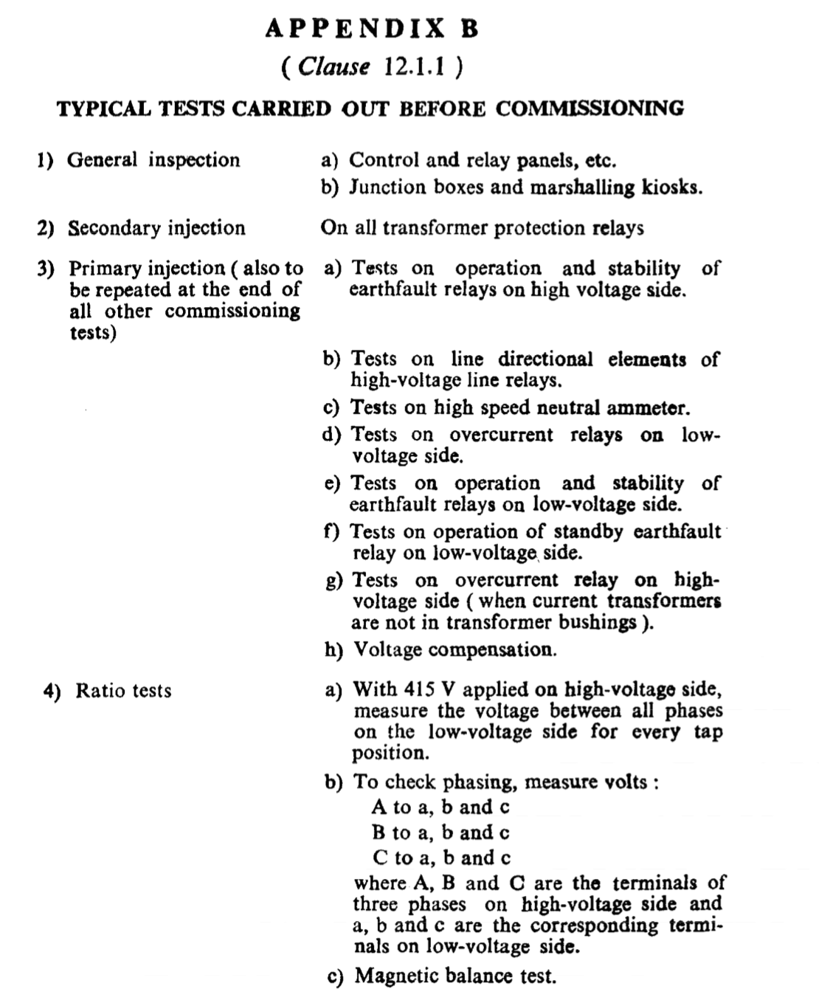 APPENDIX B
( Clause 12.1.1 )
TYPICAL TESTS CARRIED OUT BEFORE COMMISSIONING
1) General inspection
a) Control and relay panels, etc.
b) Junction boxes and marshalling kiosks.
2) Secondary injection
On all transformer protection relays
3) Primary injection ( also to
be repeated at the end of
all other commissioning
tests)
a) Tests on operation and stability of
earthfault relays on high voltage side.
b) Tests on line directional elements of
high-voltage line relays.
c) Tests on high speed neutral ammeter.
d) Tests on overcurrent relays on low-
voltage side.
e) Tests on operation and stability of
earthfault relays on low-voltage side.
f) Tests on operation of standby earthfault
relay on low-voltage side.
g) Tests on overcurrent relay on high-
voltage side ( when current transformers
are not in transformer bushings ).
h) Voltage compensation.
4) Ratio tests
a) With 415 V applied on high-voltage side,
measure the voltage between all phases
on the low-voltage side for every tap
position.
b) To check phasing, measure volts :
A to a, b and c
B to a, b and c
C to a, b and c
where A, B and C are the terminals of
three phases on high-voltage side and
a, b and c are the corresponding termi-
nals on low-voltage side.
c) Magnetic balance test.